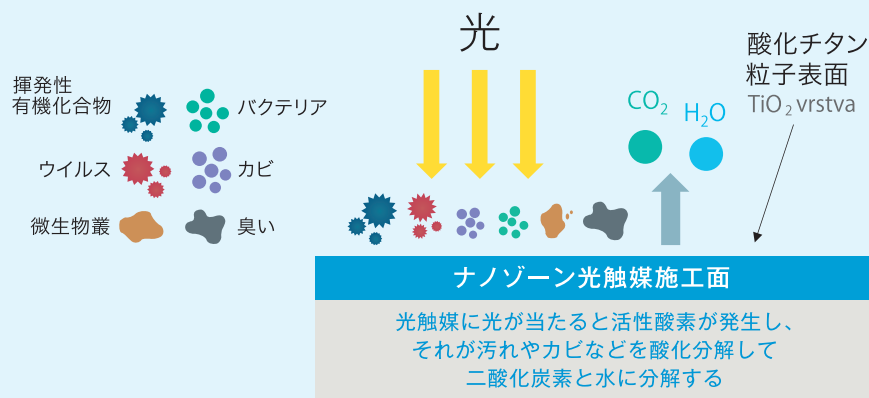 光
揮発性
有機化合物
バクテリア
ウイルス
カビ
微生物叢
臭い
CO₂
H₂O
酸化チタン
粒子表面
TiO₂ vrstva
ナノゾーン光触媒施工面
光触媒に光が当たると活性酸素が発生し、
それが汚れやカビなどを酸化分解して
二酸化炭素と水に分解する